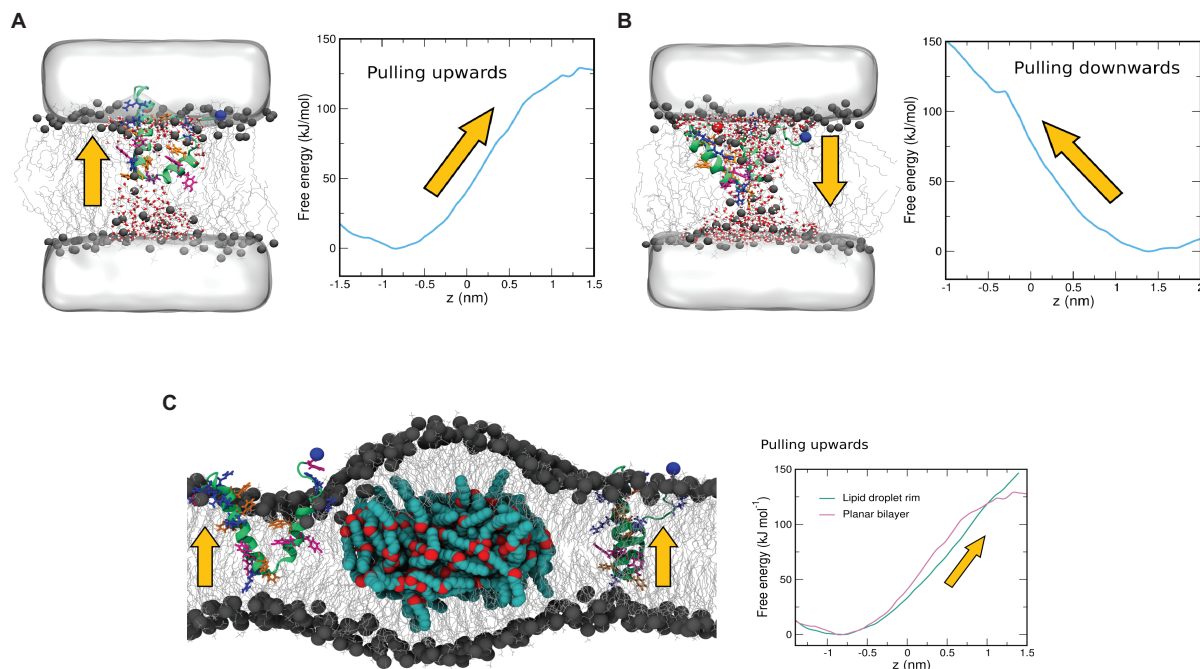 A
Pulling upwards
150
100
50
0
Free energy (kJ/mol)
-1.5 -1 -0.5 0 0.5 1 1.5
z (nm)
B
Pulling downwards
150
100
50
0
Free energy (kJ/mol)
-1 -0.5 0 0.5 1 1.5 2
z (nm)
C
Pulling upwards
150
100
50
0
Free energy (kJ mol⁻¹)
Lipid droplet rim
Planar bilayer
-1 -0.5 0 0.5 1 1.5
z (nm)